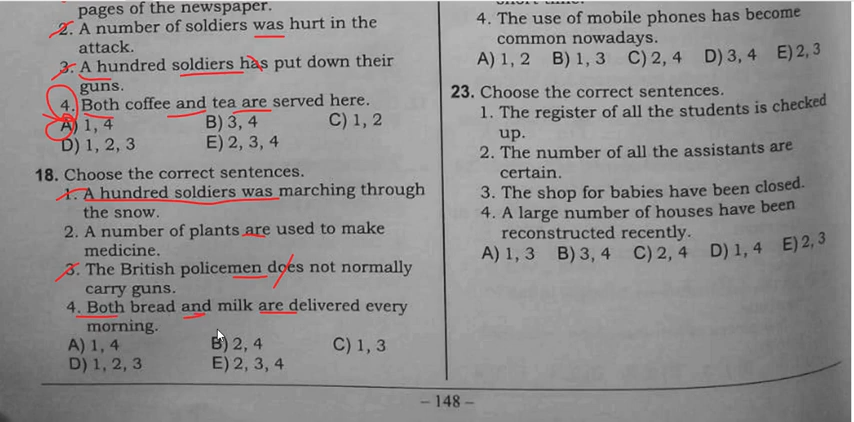 pages of the newspaper.
2. A number of soldiers was hurt in the
attack.
3. A hundred soldiers has put down their
guns.
4. Both coffee and tea are served here.
A) 1, 4 B) 3, 4 C) 1, 2
D) 1, 2, 3 E) 2, 3, 4
18. Choose the correct sentences.
1. A hundred soldiers was marching through
the snow.
2. A number of plants are used to make
medicine.
3. The British policemen does not normally
carry guns.
4. Both bread and milk are delivered every
morning.
A) 1, 4 B) 2, 4 C) 1, 3
D) 1, 2, 3 E) 2, 3, 4
4. The use of mobile phones has become
common nowadays.
A) 1, 2 B) 1, 3 C) 2, 4 D) 3, 4 E) 2, 3
23. Choose the correct sentences.
1. The register of all the students is checked
up.
2. The number of all the assistants are
certain.
3. The shop for babies have been closed.
4. A large number of houses have been
reconstructed recently.
A) 1, 3 B) 3, 4 C) 2, 4 D) 1, 4 E) 2, 3
– 148 –